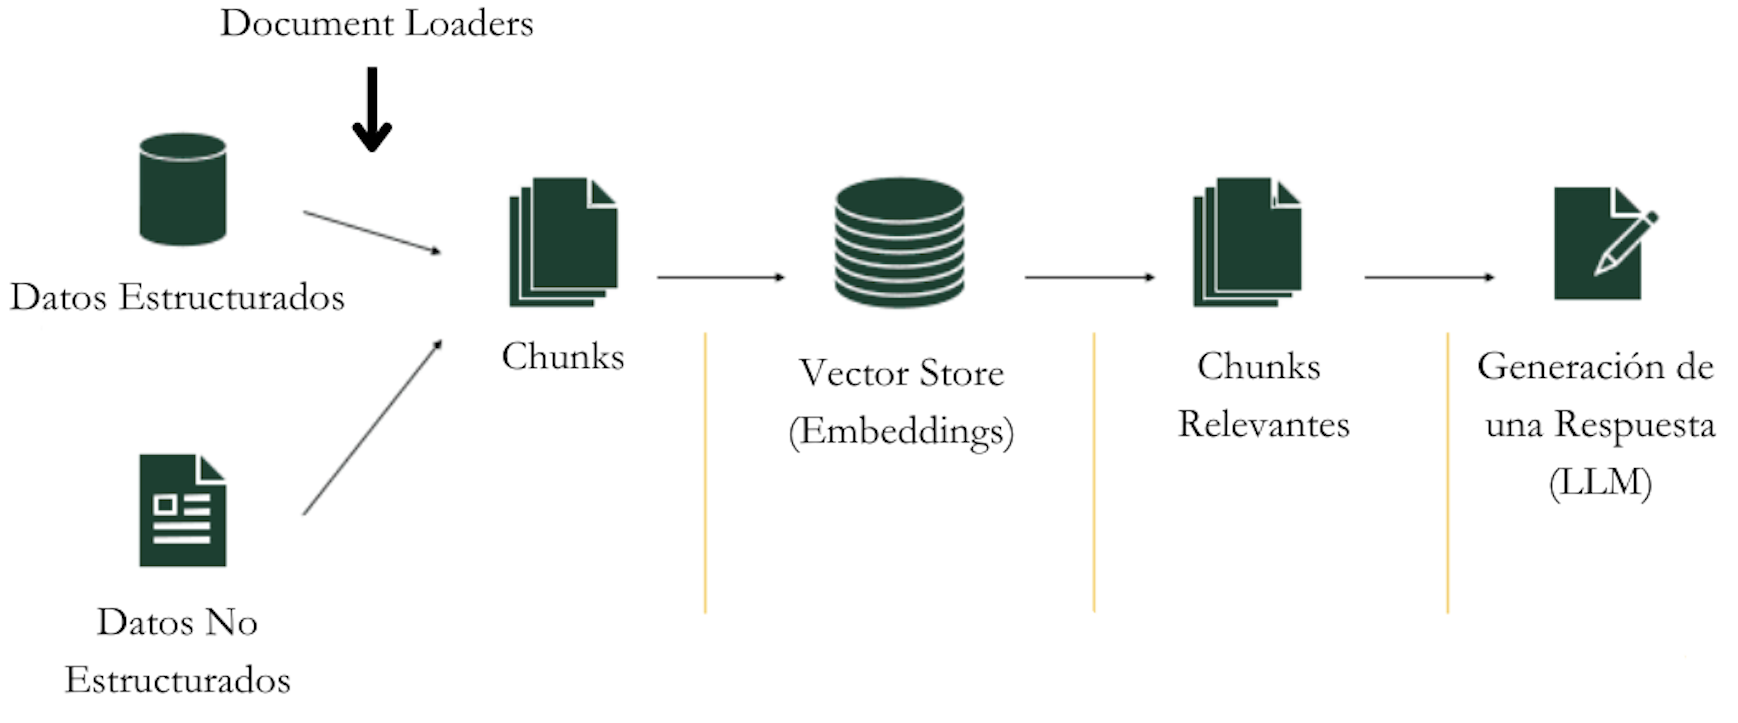 Document Loaders
Datos Estructurados
Datos No
Estructurados
Chunks
Vector Store
(Embeddings)
Chunks
Relevantes
Generación de
una Respuesta
(LLM)